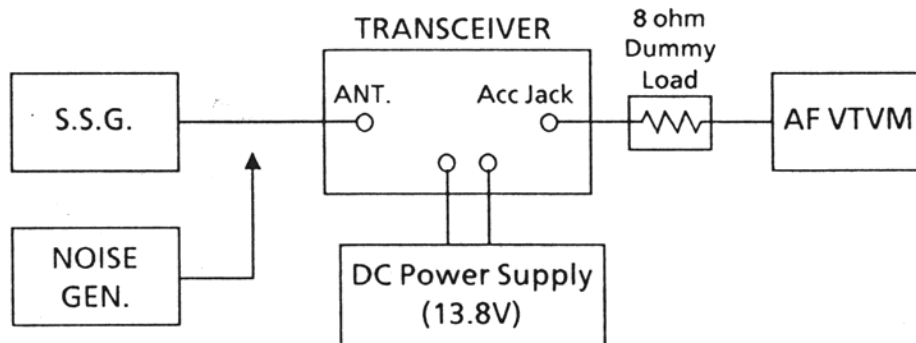 TRANSCEIVER
8 ohm
Dummy
Load
S.S.G.
ANT.
Acc Jack
AF VTVM
NOISE
GEN.
DC Power Supply
(13.8V)